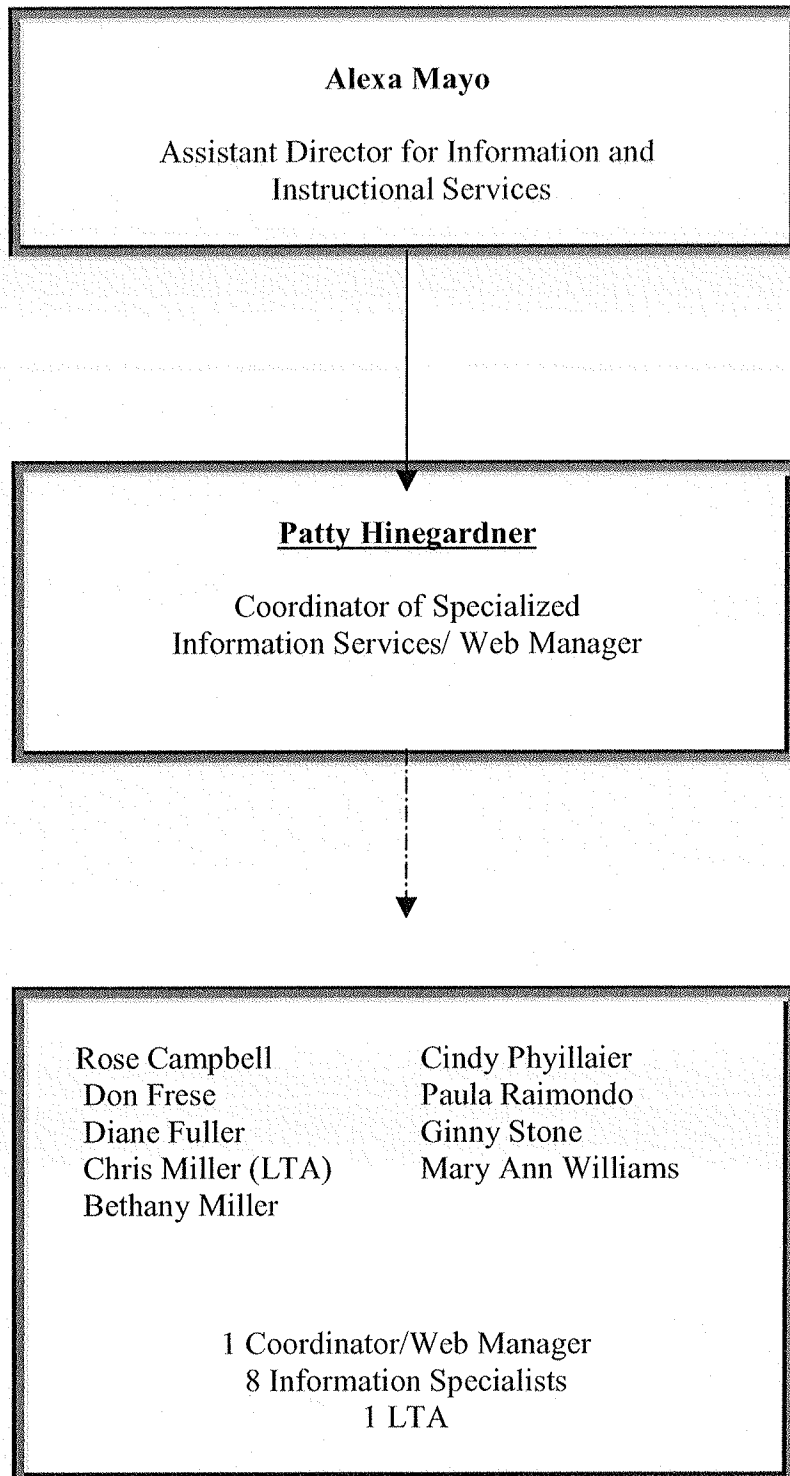 Alexa Mayo
Assistant Director for Information and
Instructional Services
Patty Hinegardner
Coordinator of Specialized
Information Services/ Web Manager
Rose Campbell
Don Frese
Diane Fuller
Chris Miller (LTA)
Bethany Miller
Cindy Phyillaier
Paula Raimondo
Ginny Stone
Mary Ann Williams
1 Coordinator/Web Manager
8 Information Specialists
1 LTA